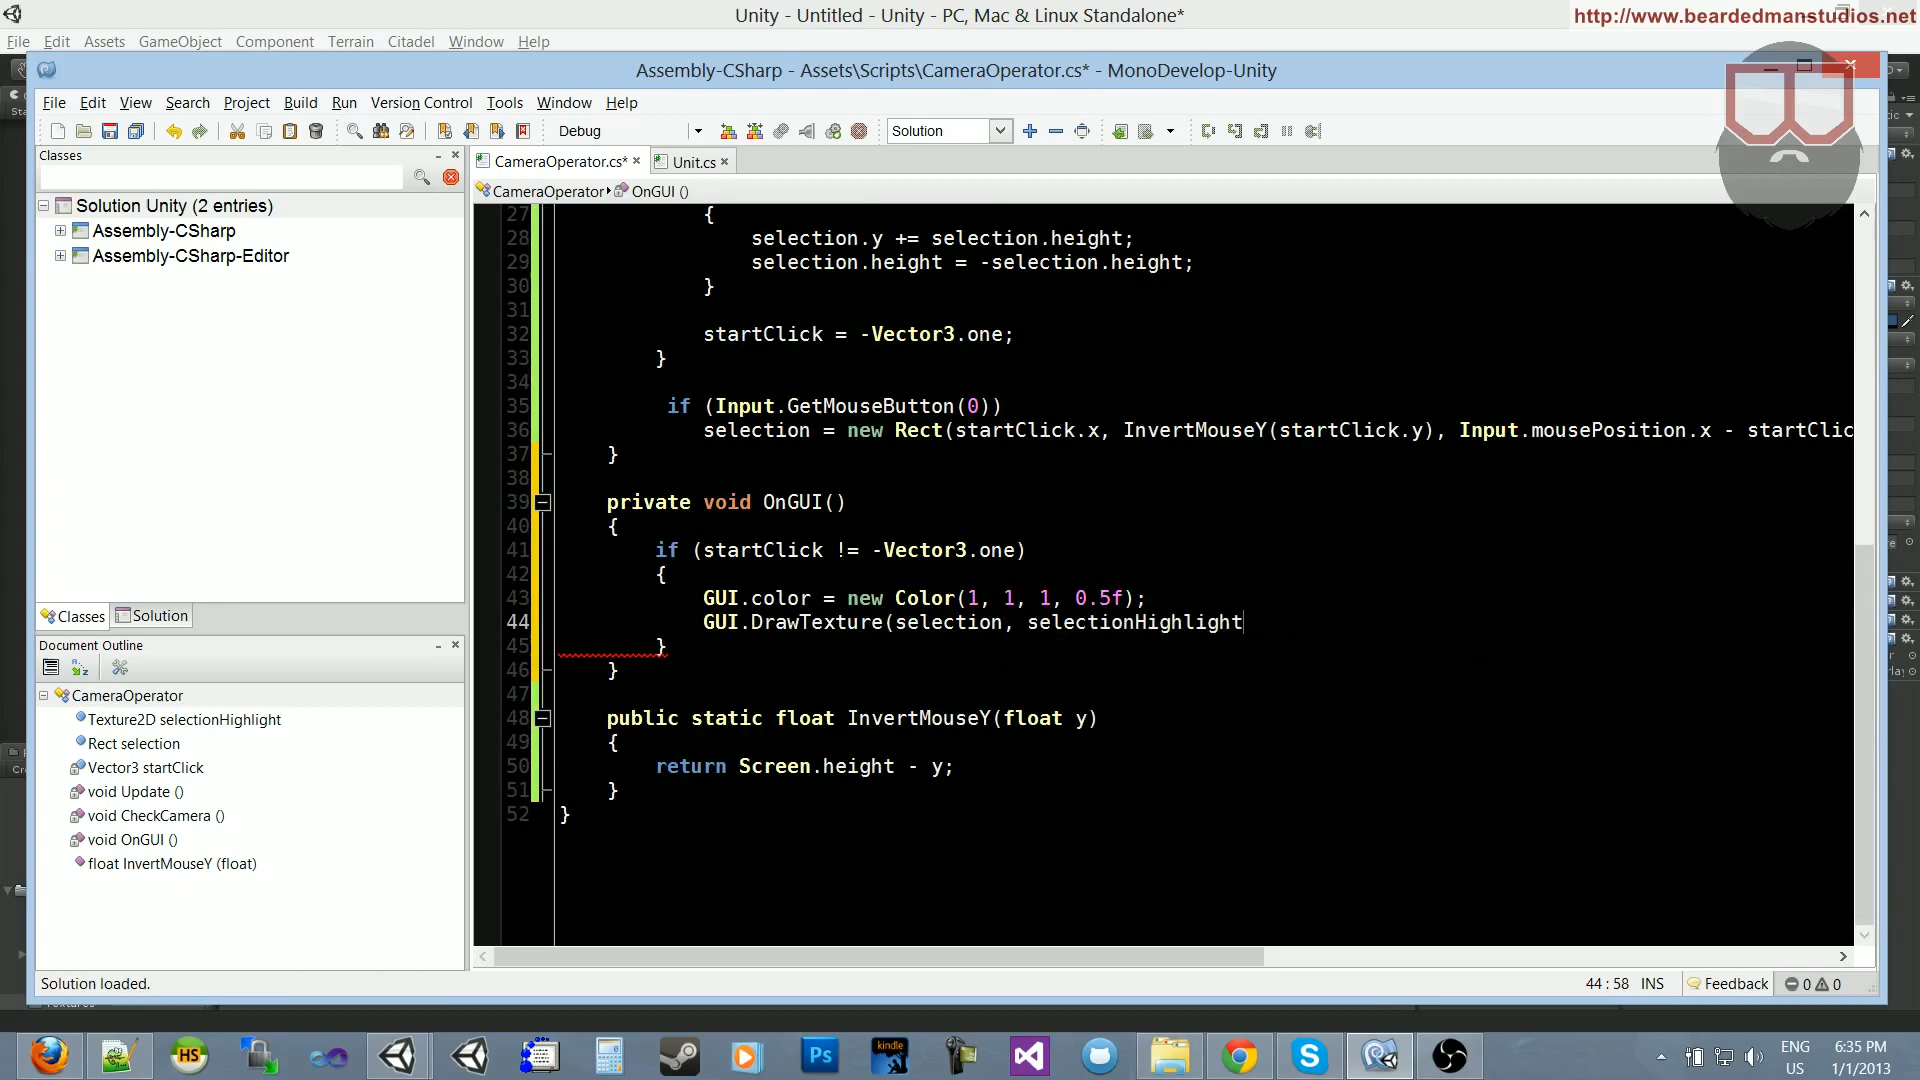 Unity - Untitled - Unity - PC, Mac & Linux Standalone*
http://www.beardedmanstudios.net
File Edit Assets GameObject Component Terrain Citadel Window Help
Assembly-CSharp - Assets\Scripts\CameraOperator.cs* - MonoDevelop-Unity
File Edit View Search Project Build Run Version Control Tools Window Help
Debug
Solution
Classes
CameraOperator.cs*
Unit.cs
CameraOperator
OnGUI ()
Solution Unity (2 entries)
Assembly-CSharp
Assembly-CSharp-Editor
27 {
28 selection.y += selection.height;
29 selection.height = -selection.height;
30 }
31
32 startClick = -Vector3.one;
33 }
34
35 if (Input.GetMouseButton(0))
36 selection = new Rect(startClick.x, InvertMouseY(startClick.y), Input.mousePosition.x - startClic
37 }
38
39 private void OnGUI()
40 {
41 if (startClick != -Vector3.one)
42 {
43 GUI.color = new Color(1, 1, 1, 0.5f);
44 GUI.DrawTexture(selection, selectionHighlight
45 }
46 }
47
48 public static float InvertMouseY(float y)
49 {
50 return Screen.height - y;
51 }
52 }
Classes
Solution
Document Outline
CameraOperator
Texture2D selectionHighlight
Rect selection
Vector3 startClick
void Update ()
void CheckCamera ()
void OnGUI ()
float InvertMouseY (float)
Solution loaded.
44 : 58 INS
Feedback
0 0
HS
Ps
kindle
ENG
US
6:35 PM
1/1/2013